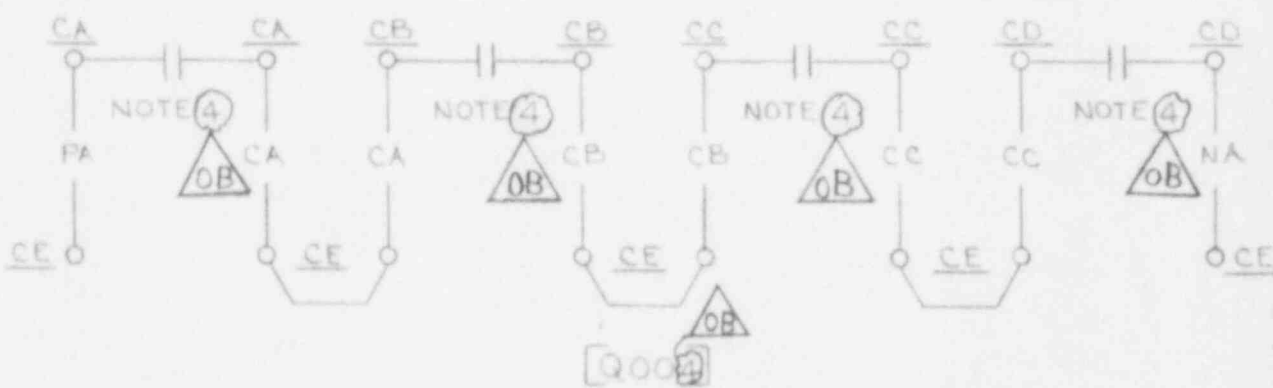 CA CA CB CB CC CC CD CD
NOTE 4 NOTE 4 NOTE 4 NOTE 4
PA CA CA CB CB CC CC NA
0B 0B 0B 0B
CE CE CE CE CE
0B
[Q004]